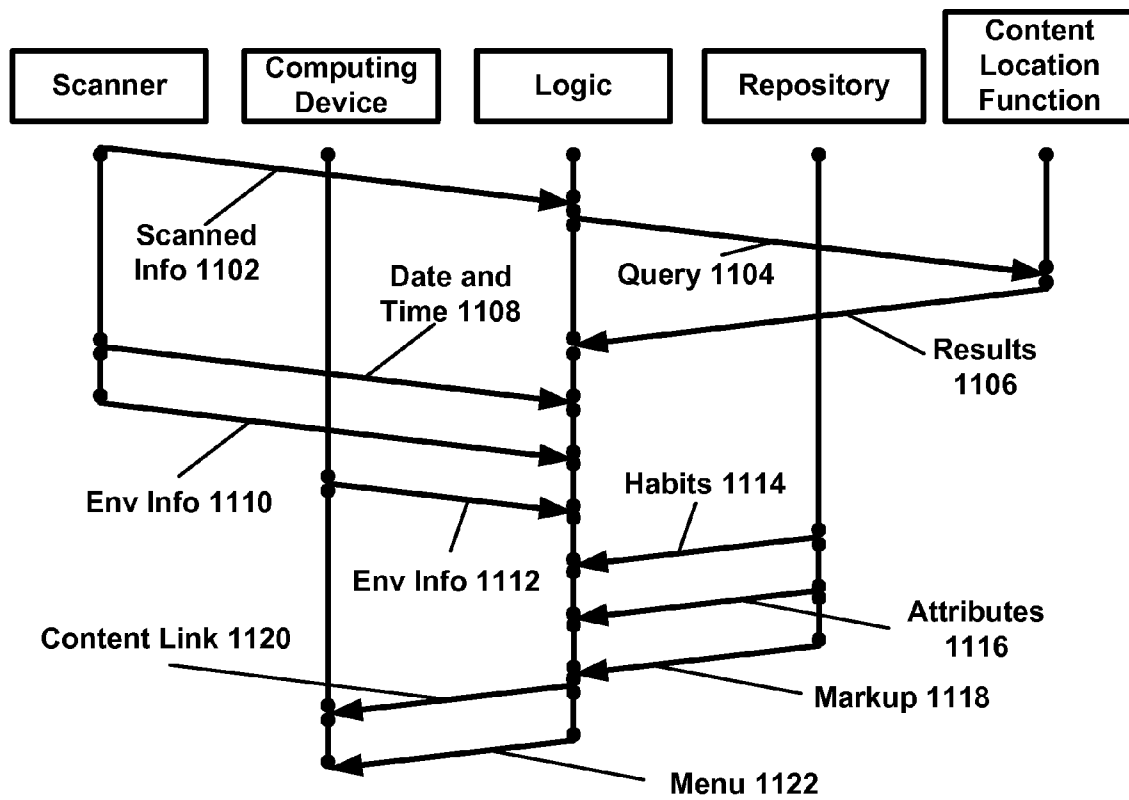 Scanner
Computing
Device
Logic
Repository
Content
Location
Function
Scanned
Info 1102
Query 1104
Date and
Time 1108
Results
1106
Env Info 1110
Habits 1114
Env Info 1112
Attributes
1116
Content Link 1120
Markup 1118
Menu 1122